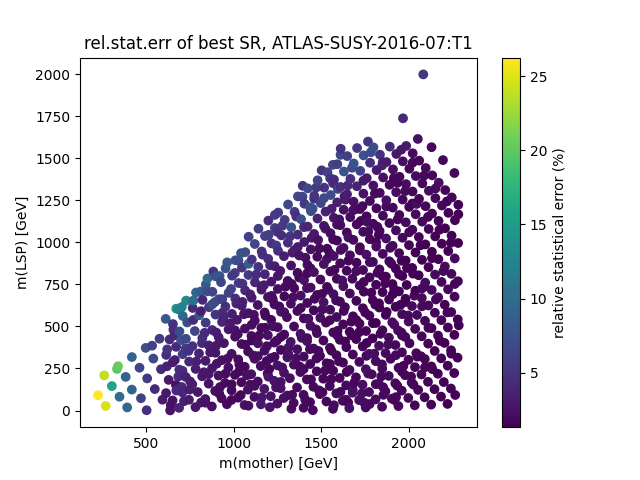 rel.stat.err of best SR, ATLAS-SUSY-2016-07:T1
2000
1750
1500
1250
1000
750
500
250
0
m(LSP) [GeV]
500 1000 1500 2000
m(mother) [GeV]
25
20
15
10
5
relative statistical error (%)